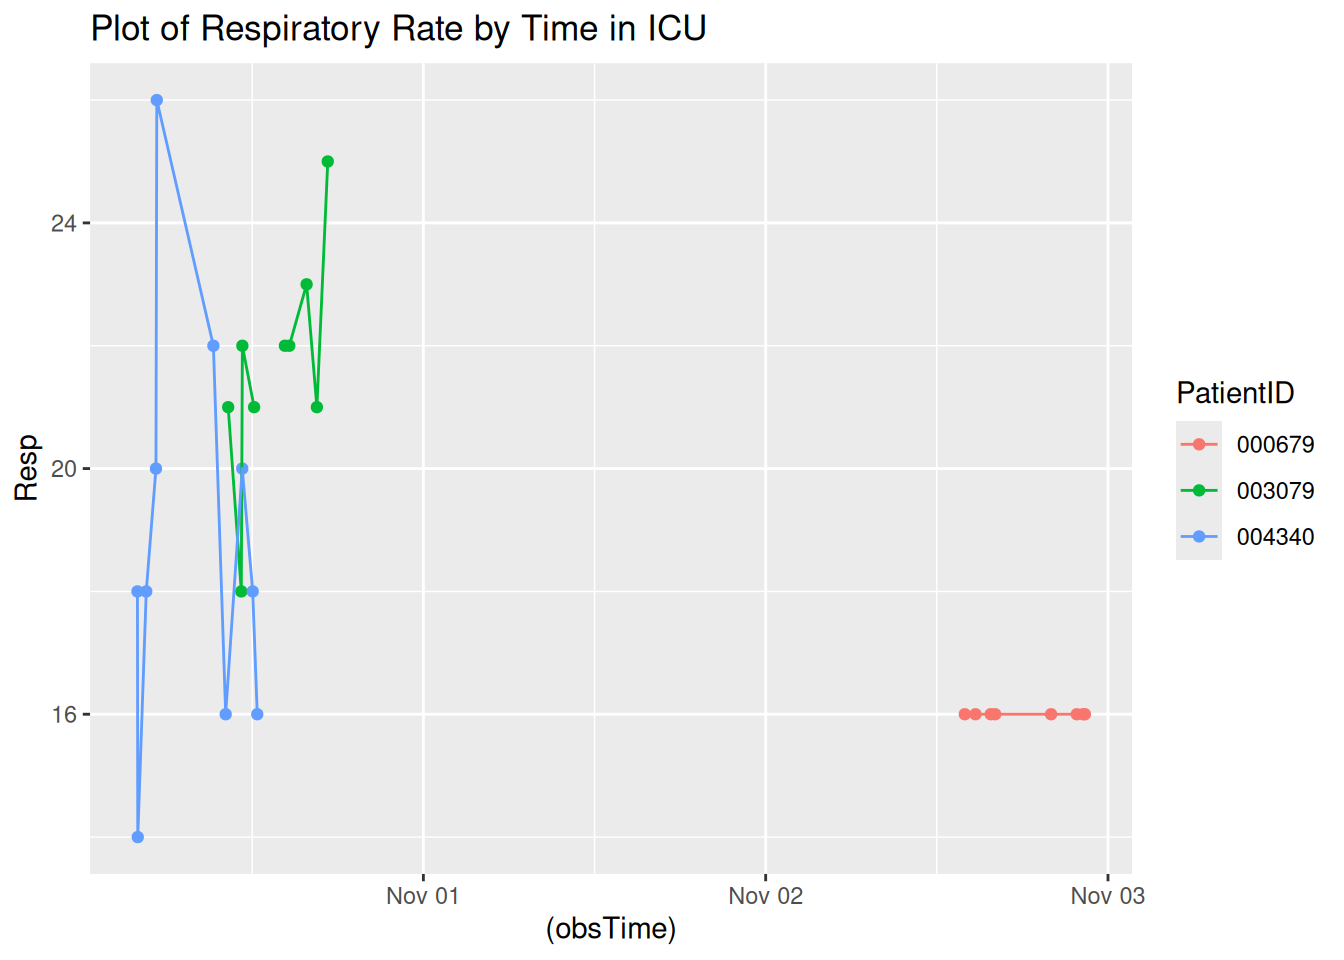 Plot of Respiratory Rate by Time in ICU
24
20
16
Resp
Nov 01
Nov 02
Nov 03
(obsTime)
PatientID
000679
003079
004340